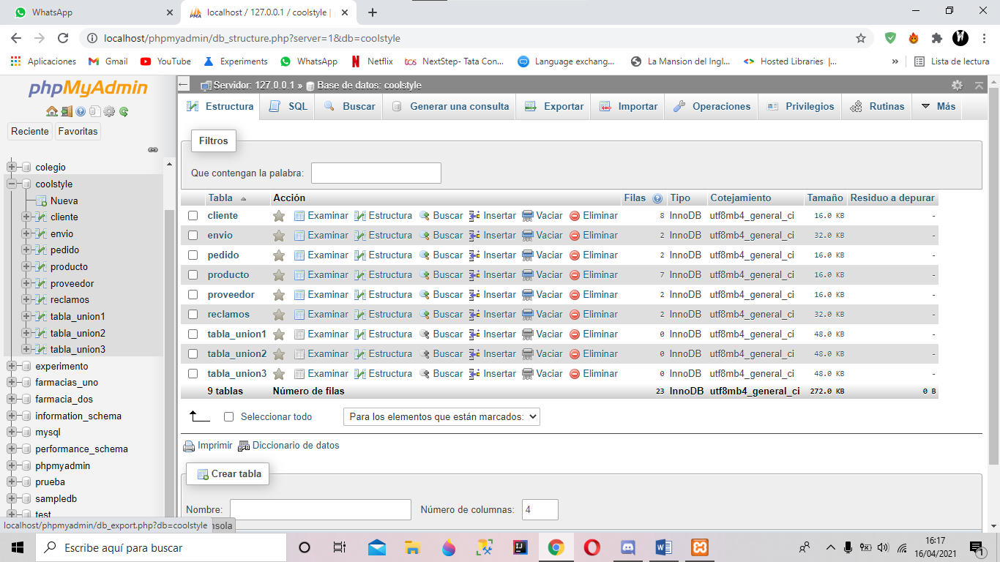 WhatsApp
localhost / 127.0.0.1 / coolstyle |
localhost/phpmyadmin/db_structure.php?server=1&db=coolstyle
Aplicaciones Gmail YouTube Experiments WhatsApp Netflix tcs NextStep- Tata Con... Language exchang... La Mansion del Ingl... Hosted Libraries |... » Lista de lectura
phpMyAdmin
Reciente Favoritas
colegio
coolstyle
Nueva
cliente
envio
pedido
producto
proveedor
reclamos
tabla_union1
tabla_union2
tabla_union3
experimento
farmacias_uno
farmacia_dos
information_schema
mysql
performance_schema
phpmyadmin
prueba
sampledb
test
localhost/phpmyadmin/db_export.php?db=coolstyle nsola
Servidor: 127.0.0.1 » Base de datos: coolstyle
Estructura SQL Buscar Generar una consulta Exportar Importar Operaciones Privilegios Rutinas Más
Filtros
Que contengan la palabra:
Tabla Acción Filas Tipo Cotejamiento Tamaño Residuo a depurar
cliente Examinar Estructura Buscar Insertar Vaciar Eliminar 8 InnoDB utf8mb4_general_ci 16.0 KB -
envio Examinar Estructura Buscar Insertar Vaciar Eliminar 2 InnoDB utf8mb4_general_ci 32.0 KB -
pedido Examinar Estructura Buscar Insertar Vaciar Eliminar 2 InnoDB utf8mb4_general_ci 16.0 KB -
producto Examinar Estructura Buscar Insertar Vaciar Eliminar 7 InnoDB utf8mb4_general_ci 16.0 KB -
proveedor Examinar Estructura Buscar Insertar Vaciar Eliminar 2 InnoDB utf8mb4_general_ci 16.0 KB -
reclamos Examinar Estructura Buscar Insertar Vaciar Eliminar 2 InnoDB utf8mb4_general_ci 32.0 KB -
tabla_union1 Examinar Estructura Buscar Insertar Vaciar Eliminar 0 InnoDB utf8mb4_general_ci 48.0 KB -
tabla_union2 Examinar Estructura Buscar Insertar Vaciar Eliminar 0 InnoDB utf8mb4_general_ci 48.0 KB -
tabla_union3 Examinar Estructura Buscar Insertar Vaciar Eliminar 0 InnoDB utf8mb4_general_ci 48.0 KB -
9 tablas Número de filas 23 InnoDB utf8mb4_general_ci 272.0 KB 0 B
Seleccionar todo Para los elementos que están marcados:
Imprimir Diccionario de datos
Crear tabla
Nombre: Número de columnas: 4
Escribe aquí para buscar
16:17
16/04/2021
1